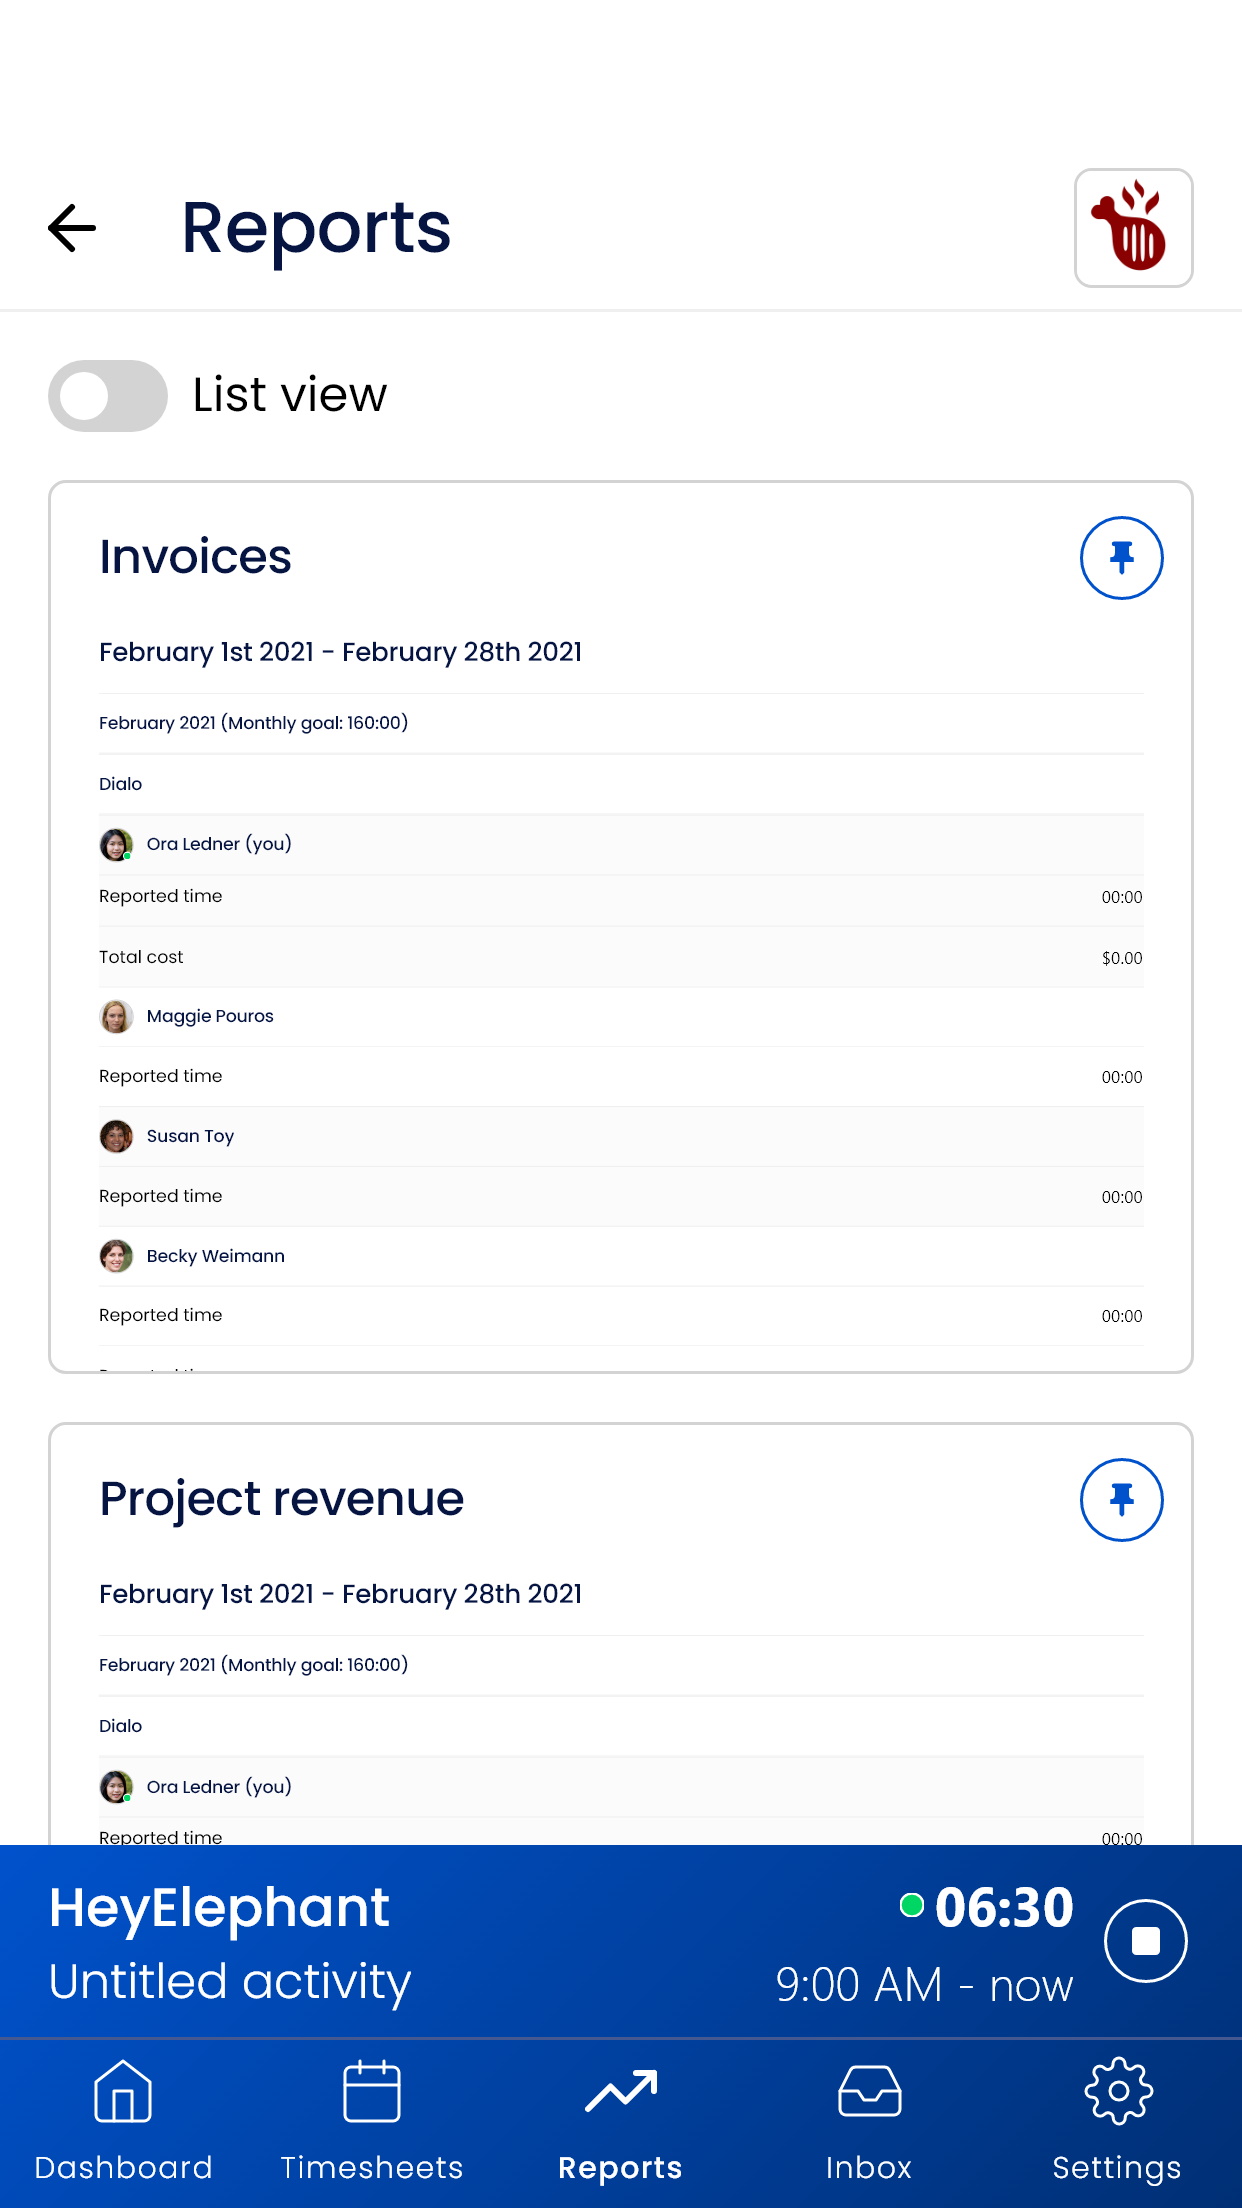 Reports
List view
Invoices
February 1st 2021 - February 28th 2021
February 2021 (Monthly goal: 160:00)
Dialo
Ora Ledner (you)
Reported time 00:00
Total cost $0.00
Maggie Pouros
Reported time 00:00
Susan Toy
Reported time 00:00
Becky Weimann
Reported time 00:00
Project revenue
February 1st 2021 - February 28th 2021
February 2021 (Monthly goal: 160:00)
Dialo
Ora Ledner (you)
Reported time 00:00
HeyElephant 06:30
Untitled activity 9:00 AM - now
Dashboard Timesheets Reports Inbox Settings